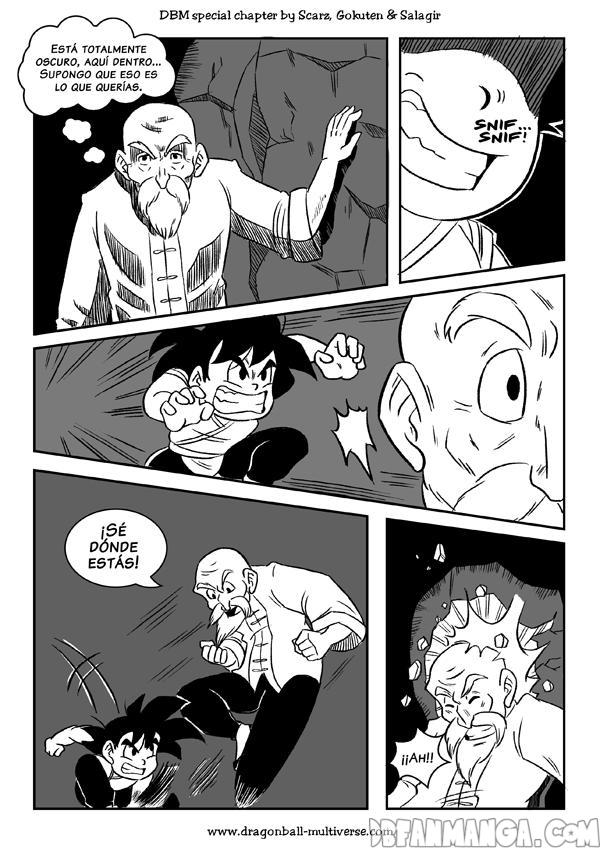 DBM special chapter by Scarz, Gokuten & Salagir
ESTÁ TOTALMENTE
OSCURO, AQUÍ DENTRO...
SUPONGO QUE ESO ES
LO QUE QUERÍAS.
SNIF...
SNIF!
¡SÉ
DÓNDE
ESTÁS!
¡¡AH!!
www.dragonball-multiverse.com
DBFANMANGA.COM